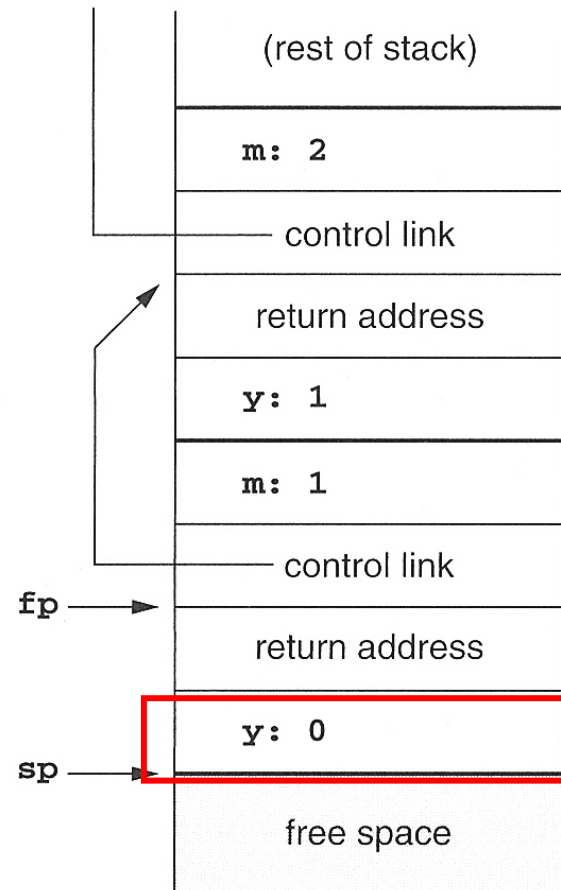 (rest of stack)
m: 2
control link
return address
y: 1
m: 1
control link
fp
return address
y: 0
sp
free space